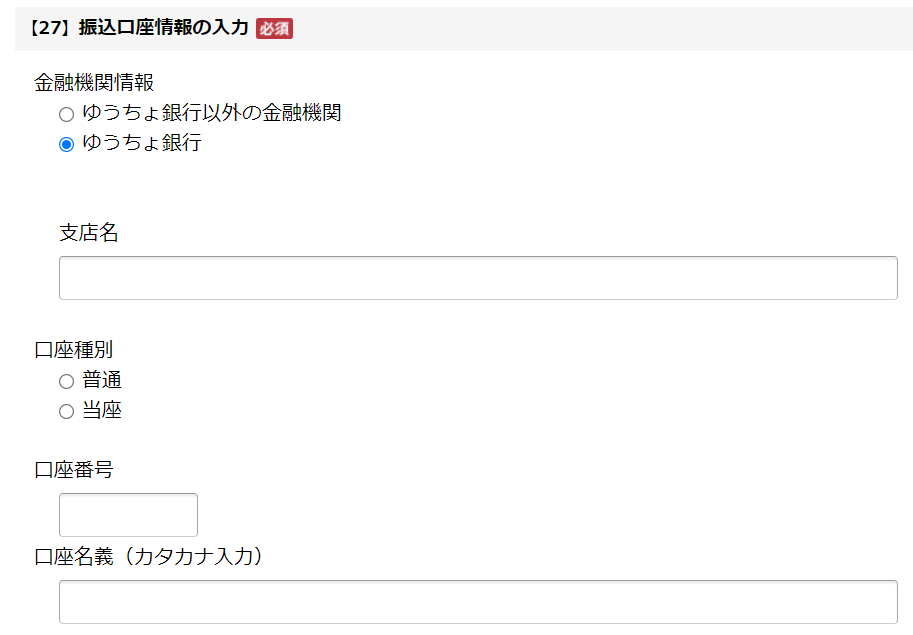 【27】振込口座情報の入力 必須
金融機関情報
ゆうちょ銀行以外の金融機関
ゆうちょ銀行
支店名
口座種別
普通
当座
口座番号
口座名義（カタカナ入力）